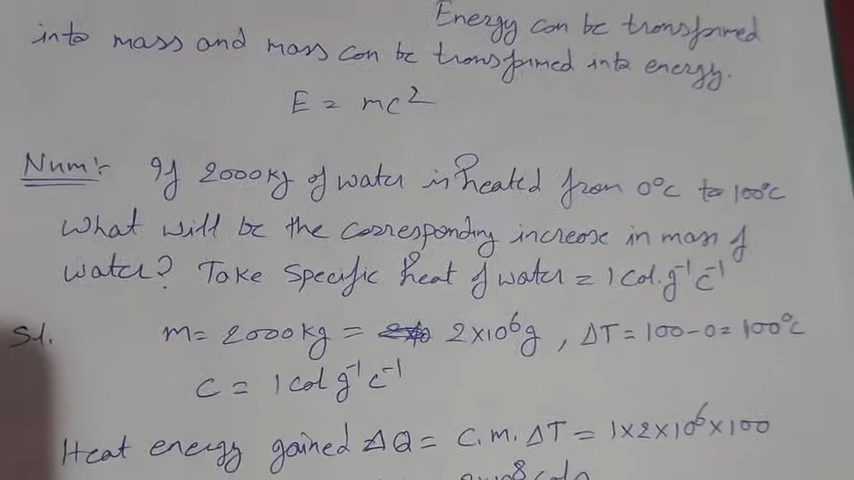 Energy can be transformed
into mass and mass can be transformed into energy.
E = mc²
Num:- If 2000kg of water is heated from 0°C to 100°C
What will be the corresponding increase in mass of
water? Take specific heat of water = 1 Cal.g⁻¹ C⁻¹
Sol. m = 2000kg = 2×10⁶g , ΔT = 100-0 = 100°C
C = 1 Cal g⁻¹ C⁻¹
Heat energy gained ΔQ = C.m.ΔT = 1×2×10⁶×100